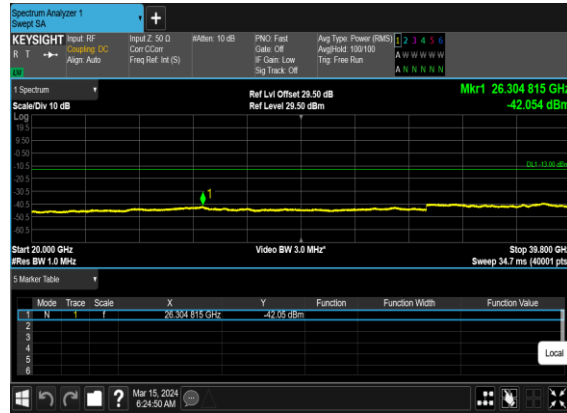 Spectrum Analyzer 1
Swept SA
+
KEYSIGHT
R T
LW
Input: RF
Coupling: DC
Align: Auto
Input Z: 50 Ω
Corr CCorr
Freq Ref: Int (S)
#Atten: 10 dB
PNO: Fast
Gate: Off
IF Gain: Low
Sig Track: Off
Avg Type: Power (RMS)
Avg|Hold: 100/100
Trig: Free Run
1 2 3 4 5 6
A W W W W W
A N N N N N
1 Spectrum
Scale/Div 10 dB
Log
Ref Lvl Offset 29.50 dB
Ref Level 29.50 dBm
Mkr1 26.304 815 GHz
-42.054 dBm
19.5
9.50
-0.50
-10.5
DL1 -13.00 dBm
-20.5
-30.5
1
-40.5
-50.5
-60.5
Start 20.000 GHz
#Res BW 1.0 MHz
Video BW 3.0 MHz*
Stop 39.800 GHz
Sweep 34.7 ms (40001 pts)
5 Marker Table
Mode Trace Scale X Y Function Function Width Function Value
1 N 1 f 26.304 815 GHz -42.05 dBm
2
3
4
5
6
Local
?
Mar 15, 2024
6:24:50 AM